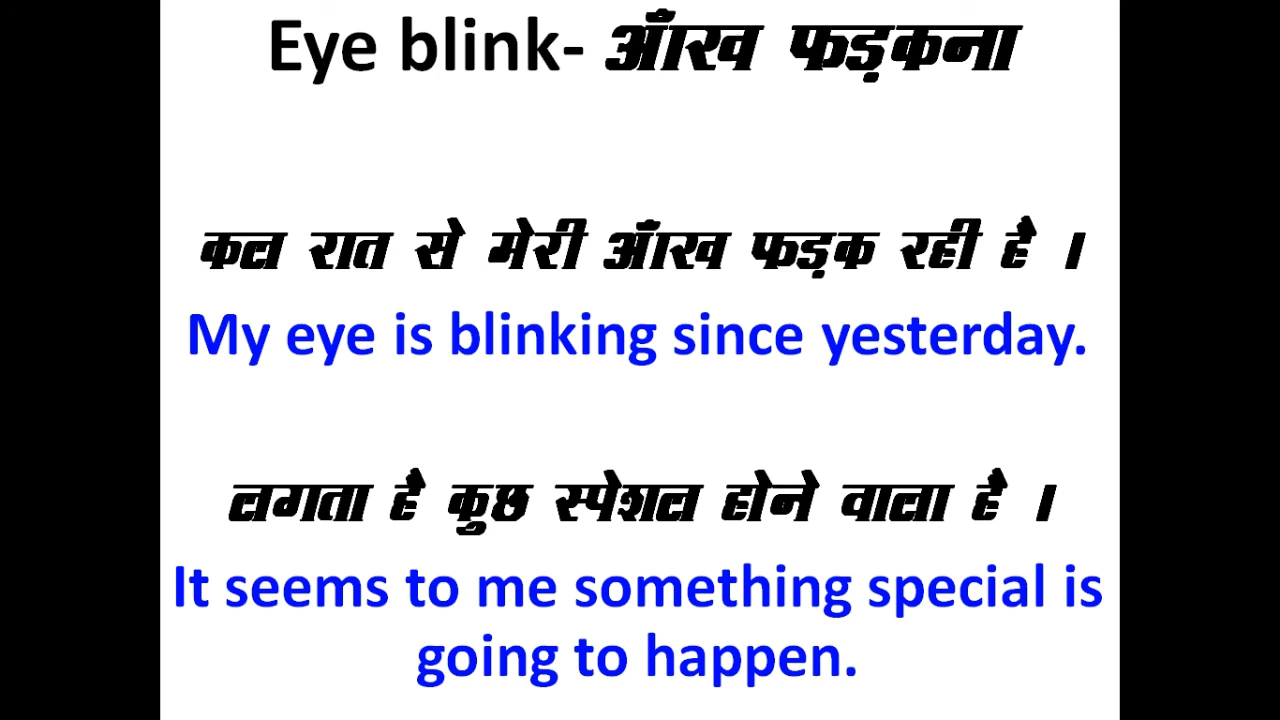 Eye blink- आँख फड़कना
कल रात से मेरी आँख फड़क रही है ।
My eye is blinking since yesterday.
लगता है कुछ स्पेशल होने वाला है ।
It seems to me something special is
going to happen.